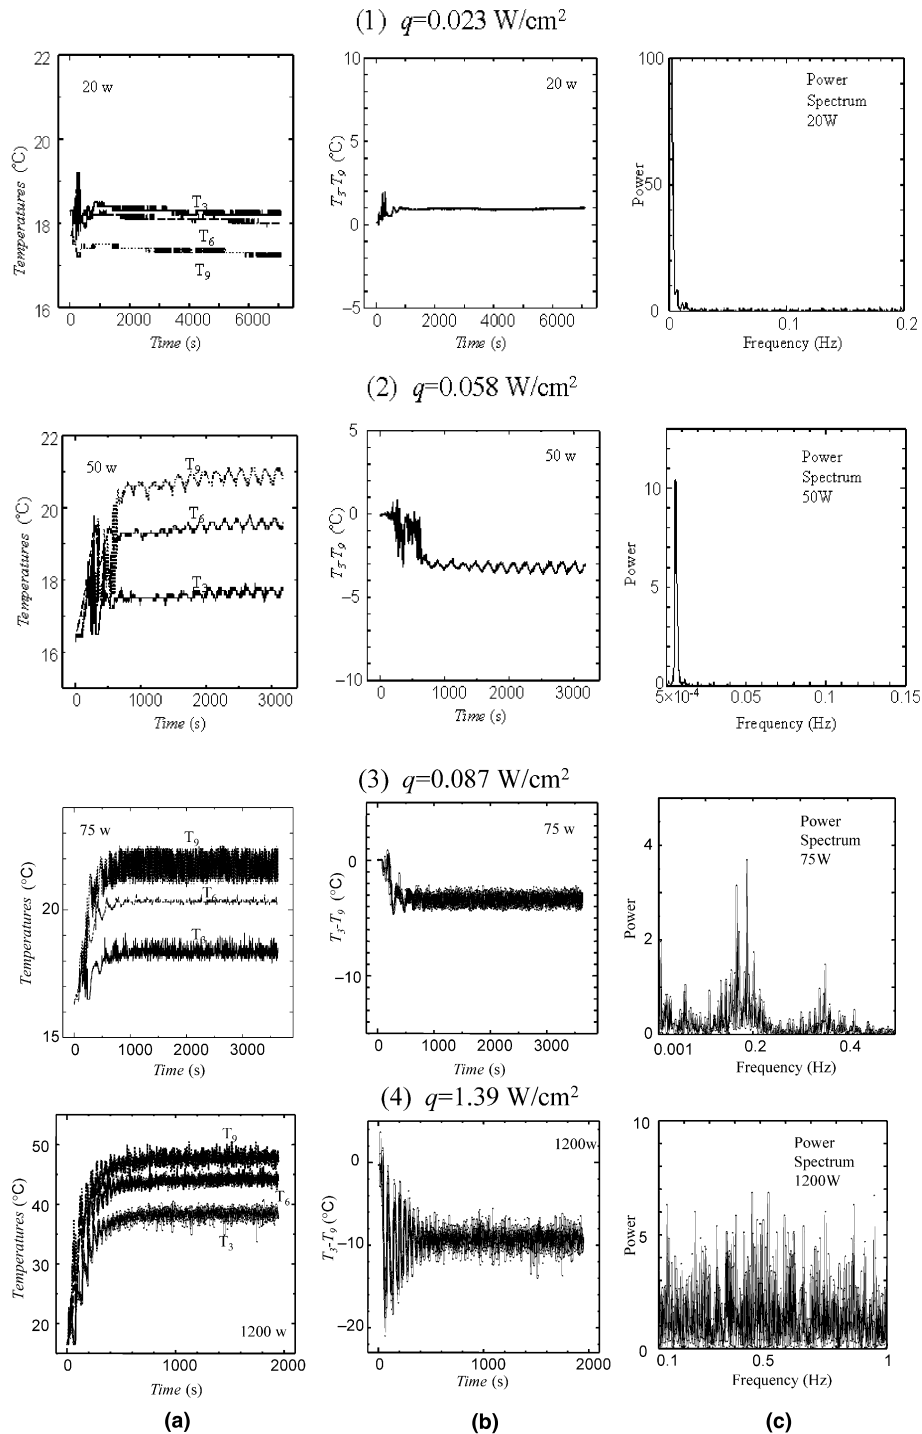 (1) q=0.023 W/cm²
22
20
18
16
20 w
T3
T6
T9
Temperatures (°C)
0 2000 4000 6000
Time (s)
10
5
0
−5
20 w
T3-T9 (°C)
0 2000 4000 6000
Time (s)
100
50
0
Power
Spectrum
20W
Power
0 0.1 0.2
Frequency (Hz)
(2) q=0.058 W/cm²
22
20
18
16
50 w
T9
T6
T3
Temperatures (°C)
0 1000 2000 3000
Time (s)
5
0
−5
−10
50 w
T3-T9 (°C)
0 1000 2000 3000
Time (s)
10
5
0
Power
Spectrum
50W
Power
5×10-4 0.05 0.1 0.15
Frequency (Hz)
(3) q=0.087 W/cm²
20
15
75 w
T9
T3
Temperatures (°C)
0 1000 2000 3000
Time (s)
0
−10
75 w
T3-T9 (°C)
0 1000 2000 3000
Time (s)
4
2
0
Power
Spectrum
75W
Power
0.001 0.2 0.4
Frequency (Hz)
(4) q=1.39 W/cm²
50
40
30
20
T9
T6
T3
1200 w
Temperatures (°C)
0 1000 2000
Time (s)
0
−10
−20
1200w
T3-T9 (°C)
0 1000 2000
Time (s)
10
5
0
Power
Spectrum
1200W
Power
0.1 0.5 1
Frequency (Hz)
(a) (b) (c)